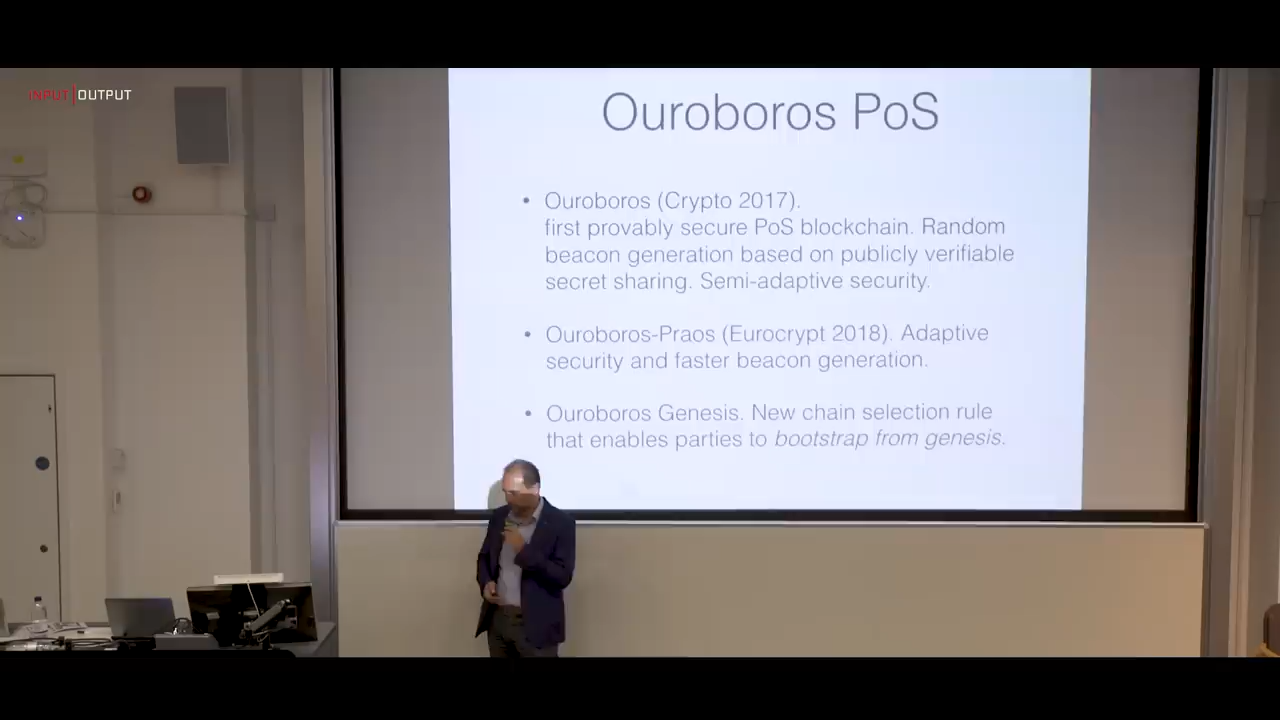 INPUT|OUTPUT
Ouroboros PoS
• Ouroboros (Crypto 2017).
first provably secure PoS blockchain. Random
beacon generation based on publicly verifiable
secret sharing. Semi-adaptive security.
• Ouroboros-Praos (Eurocrypt 2018). Adaptive
security and faster beacon generation.
• Ouroboros Genesis. New chain selection rule
that enables parties to bootstrap from genesis.